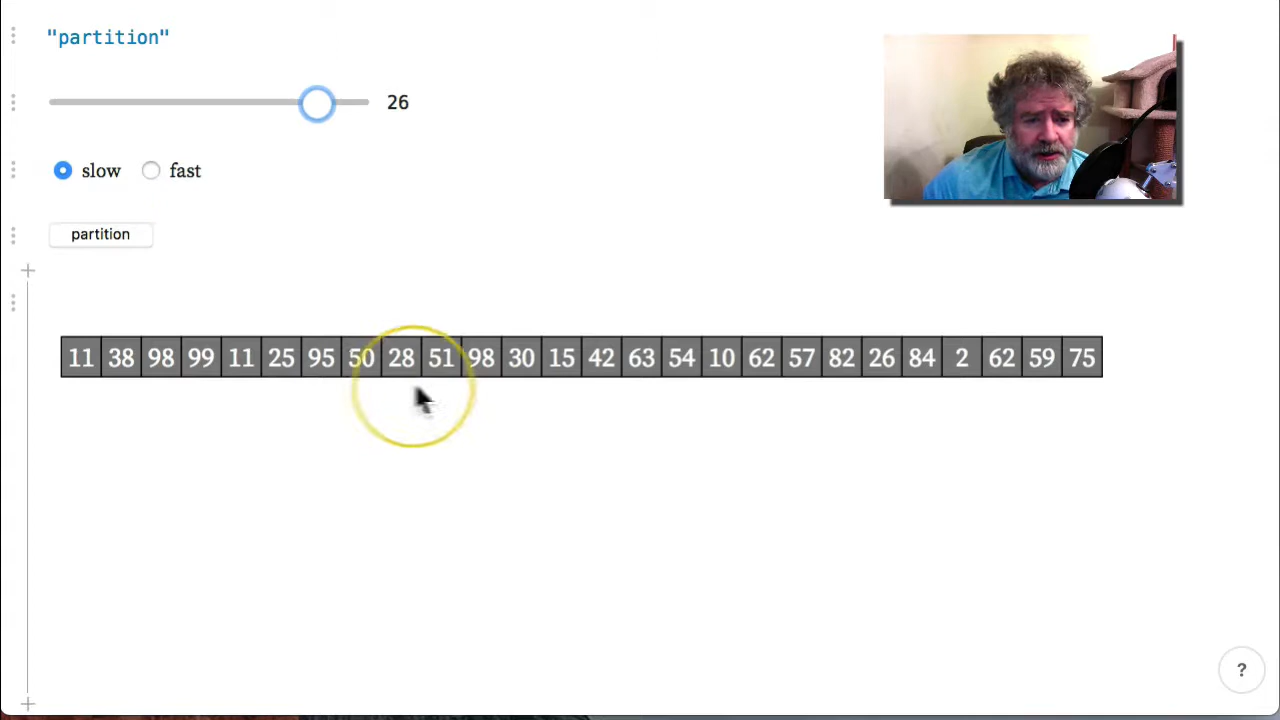 "partition"
26
slow fast
partition
11 38 98 99 11 25 95 50 28 51 98 30 15 42 63 54 10 62 57 82 26 84 2 62 59 75
?